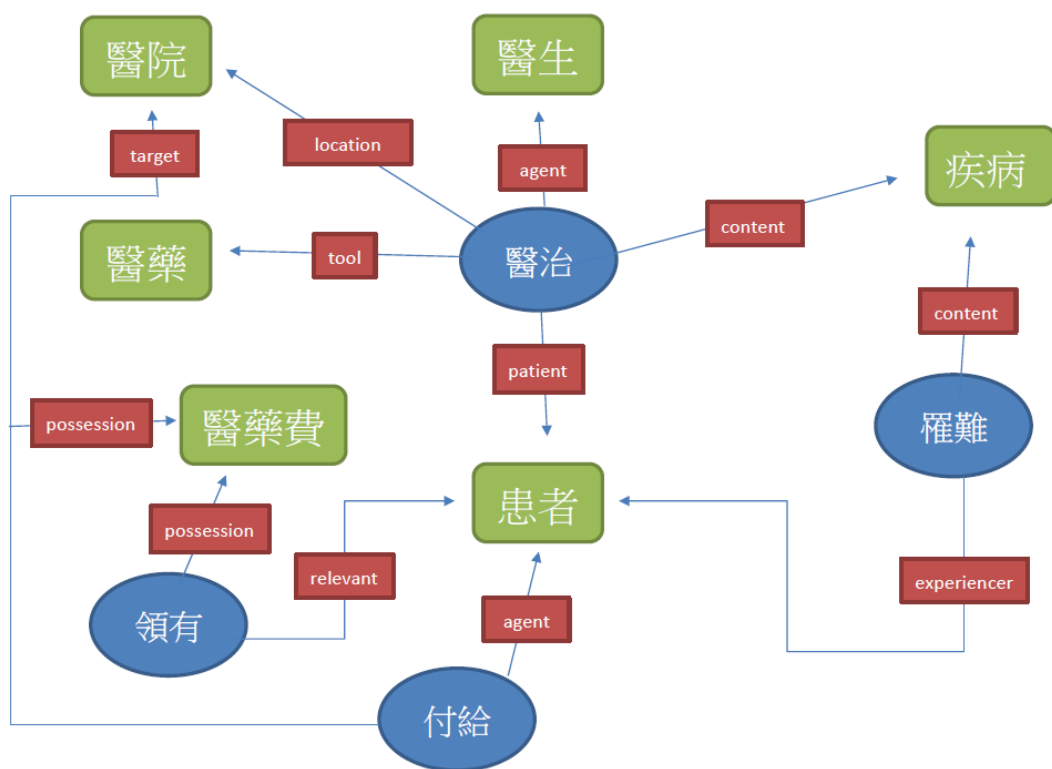 醫院
醫生
target
location
agent
疾病
content
醫藥
tool
醫治
content
patient
possession
醫藥費
罹難
患者
possession
relevant
experiencer
領有
agent
付給